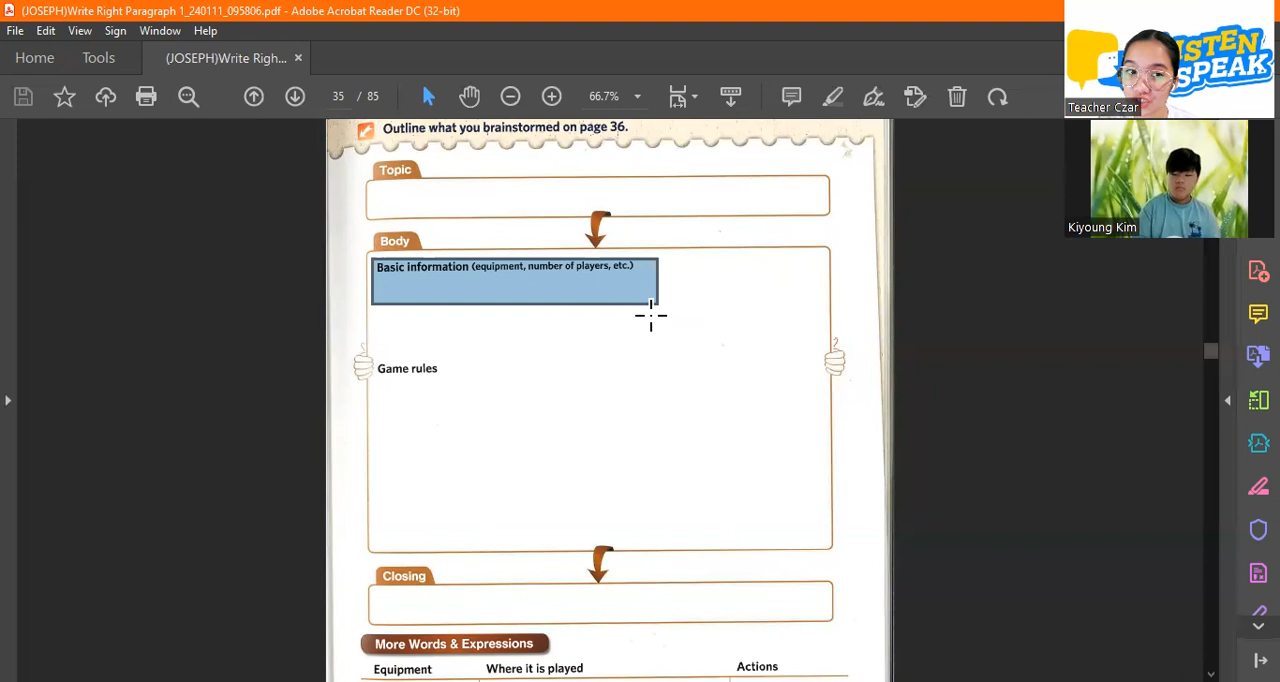 (JOSEPH)Write Right Paragraph 1_240111_095806.pdf - Adobe Acrobat Reader DC (32-bit)
File Edit View Sign Window Help
Home Tools (JOSEPH)Write Righ... ×
35 / 85 66.7%
LISTEN
SPEAK
Teacher Czar
Kiyoung Kim
Outline what you brainstormed on page 36.
Topic
Body
Basic information (equipment, number of players, etc.)
Game rules
Closing
More Words & Expressions
Equipment Where it is played Actions